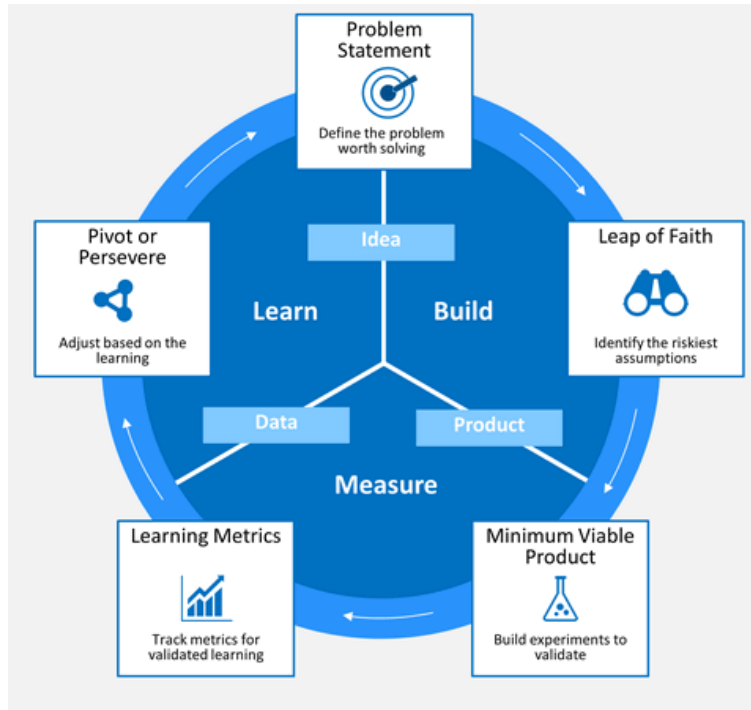 Problem
Statement
Define the problem
worth solving
Idea
Pivot or
Persevere
Adjust based on the
learning
Learn
Build
Leap of Faith
Identify the riskiest
assumptions
Data
Product
Measure
Learning Metrics
Track metrics for
validated learning
Minimum Viable
Product
Build experiments to
validate